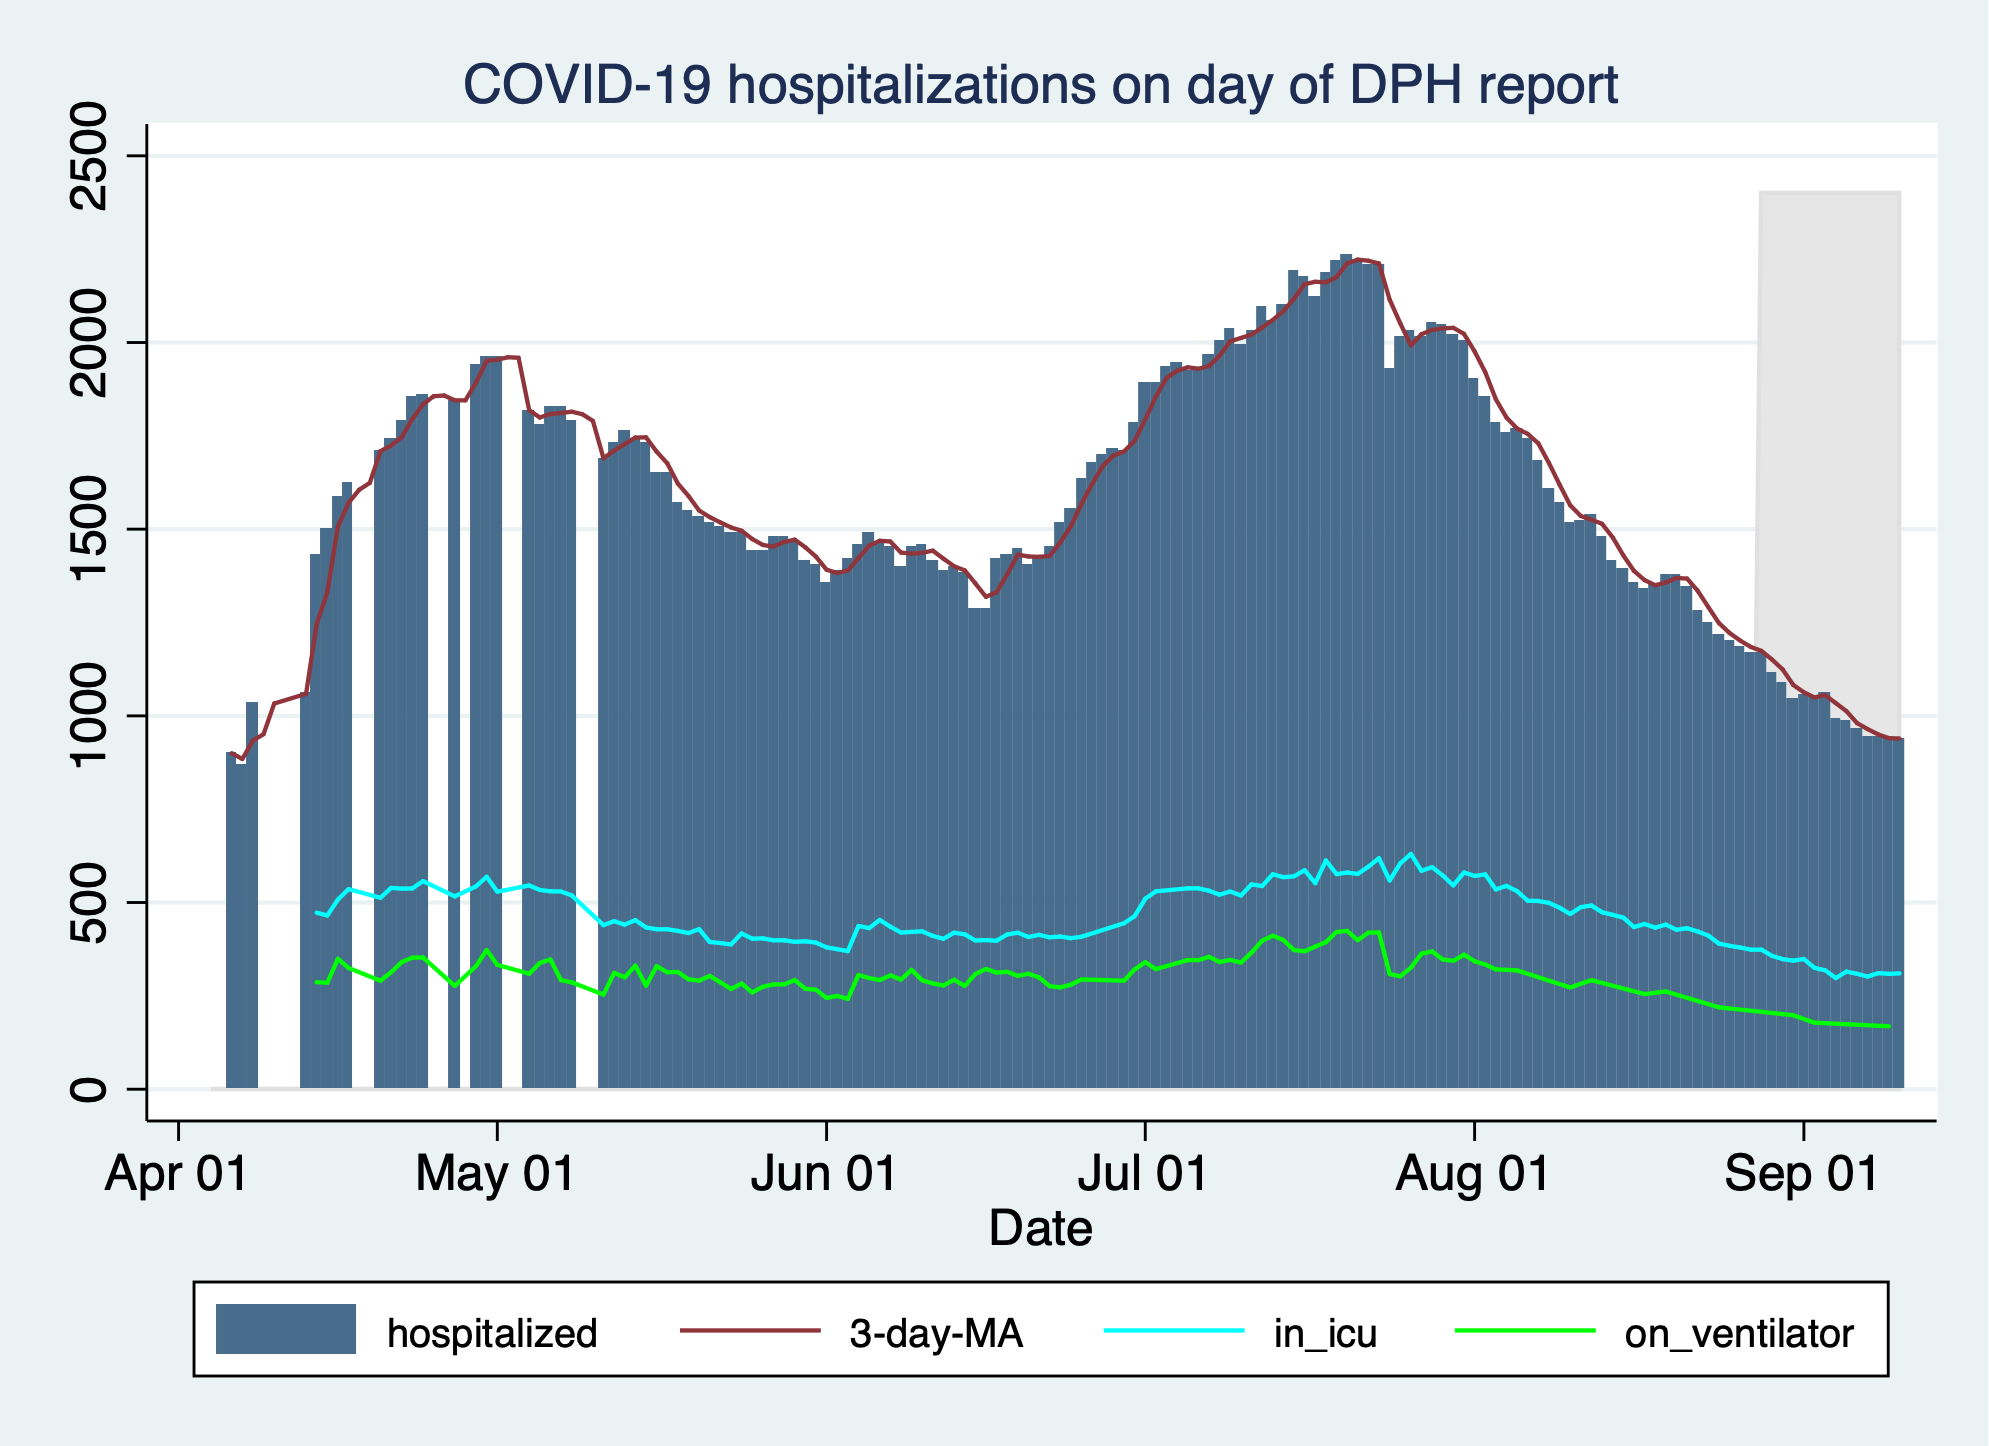 COVID-19 hospitalizations on day of DPH report
2500
2000
1500
1000
500
0
Apr 01 May 01 Jun 01 Jul 01 Aug 01 Sep 01
Date
hospitalized 3-day-MA in_icu on_ventilator